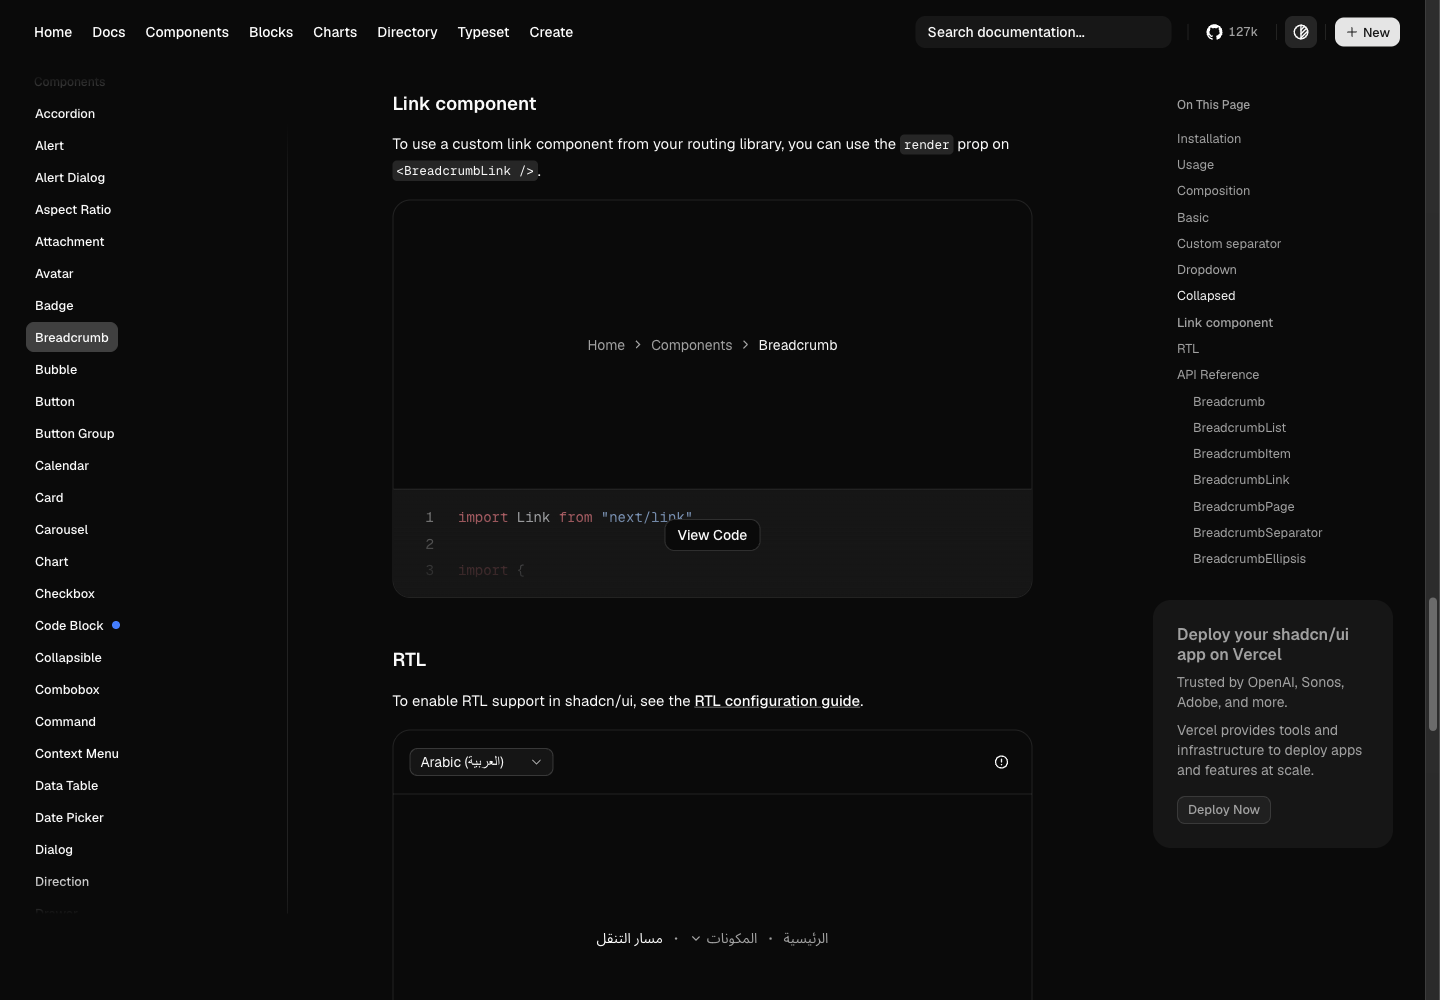 Home Docs Components Blocks Charts Directory Typeset Create
Search documentation...
127k
New
Components
Accordion
Alert
Alert Dialog
Aspect Ratio
Attachment
Avatar
Badge
Breadcrumb
Bubble
Button
Button Group
Calendar
Card
Carousel
Chart
Checkbox
Code Block
Collapsible
Combobox
Command
Context Menu
Data Table
Date Picker
Dialog
Direction
Link component
To use a custom link component from your routing library, you can use the render prop on
<BreadcrumbLink />.
Home Components Breadcrumb
1 import Link from "next/link"
2
3 import {
View Code
RTL
To enable RTL support in shadcn/ui, see the RTL configuration guide.
Arabic (العربية)
الرئيسية • المكونات • مسار التنقل
On This Page
Installation
Usage
Composition
Basic
Custom separator
Dropdown
Collapsed
Link component
RTL
API Reference
Breadcrumb
BreadcrumbList
BreadcrumbItem
BreadcrumbLink
BreadcrumbPage
BreadcrumbSeparator
BreadcrumbEllipsis
Deploy your shadcn/ui
app on Vercel
Trusted by OpenAI, Sonos,
Adobe, and more.
Vercel provides tools and
infrastructure to deploy apps
and features at scale.
Deploy Now